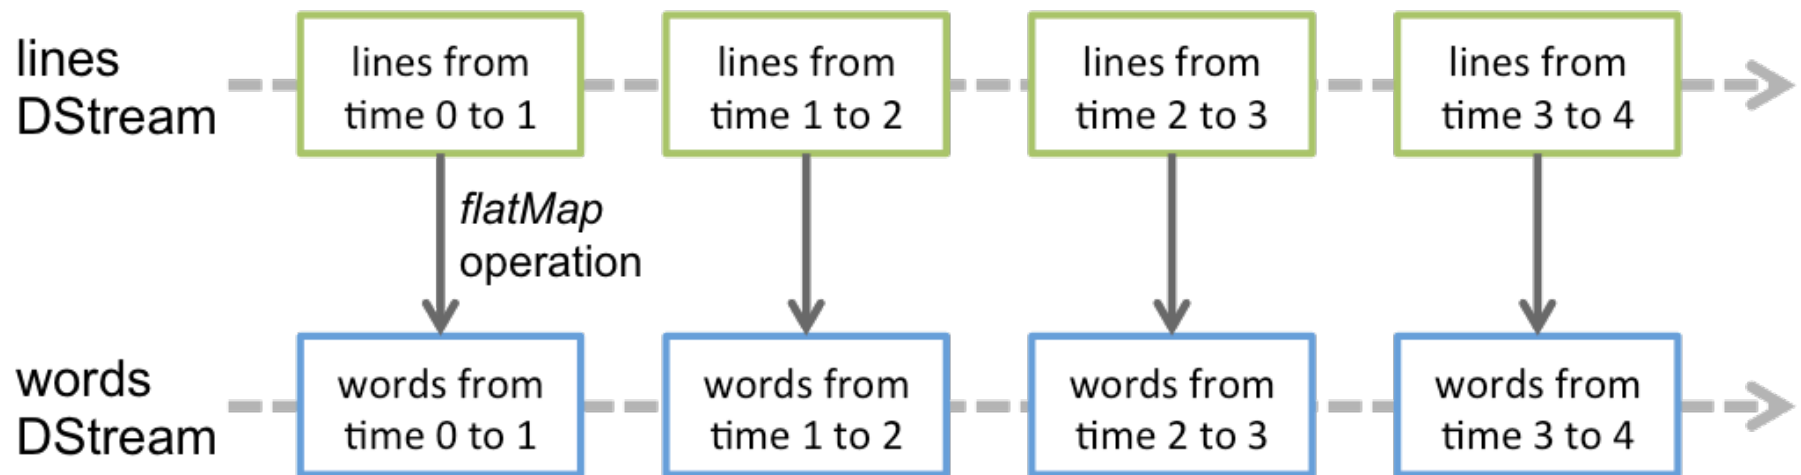 lines
DStream
lines from
time 0 to 1
lines from
time 1 to 2
lines from
time 2 to 3
lines from
time 3 to 4
flatMap
operation
words
DStream
words from
time 0 to 1
words from
time 1 to 2
words from
time 2 to 3
words from
time 3 to 4